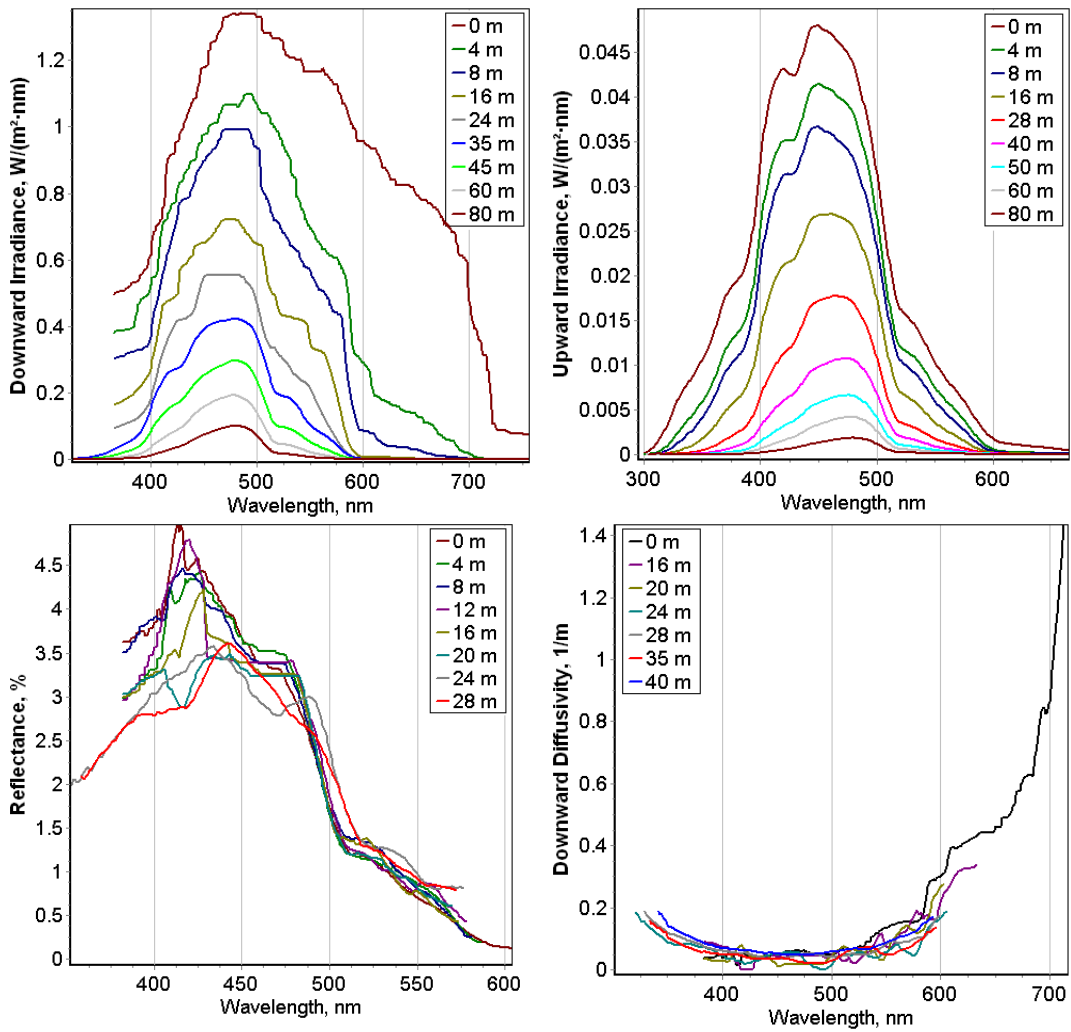 Downward Irradiance, W/(m²·nm)
1.2
1
0.8
0.6
0.4
0.2
0
400
500
600
700
Wavelength, nm
0 m
4 m
8 m
16 m
24 m
35 m
45 m
60 m
80 m
Upward Irradiance, W/(m²·nm)
0.045
0.04
0.035
0.03
0.025
0.02
0.015
0.01
0.005
0
300
400
500
600
Wavelength, nm
0 m
4 m
8 m
16 m
28 m
40 m
50 m
60 m
80 m
Reflectance, %
4.5
4
3.5
3
2.5
2
1.5
1
0.5
0
400
450
500
550
600
Wavelength, nm
0 m
4 m
8 m
12 m
16 m
20 m
24 m
28 m
Downward Diffusivity, 1/m
1.4
1.2
1
0.8
0.6
0.4
0.2
0
400
500
600
700
Wavelength, nm
0 m
16 m
20 m
24 m
28 m
35 m
40 m